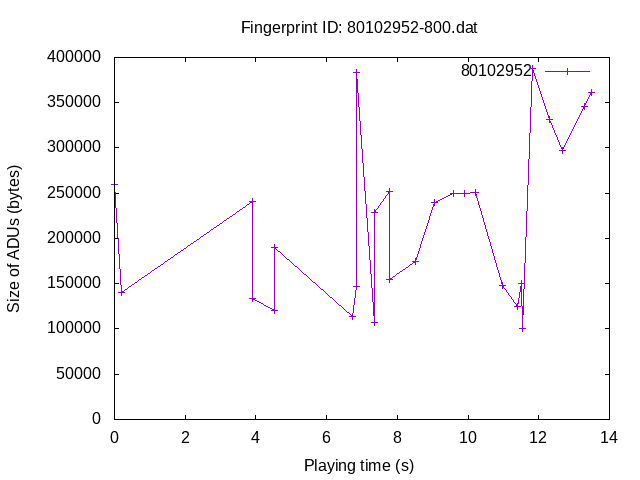 Fingerprint ID: 80102952-800.dat
80102952
400000
350000
300000
250000
200000
150000
100000
50000
0
Size of ADUs (bytes)
0 2 4 6 8 10 12 14
Playing time (s)